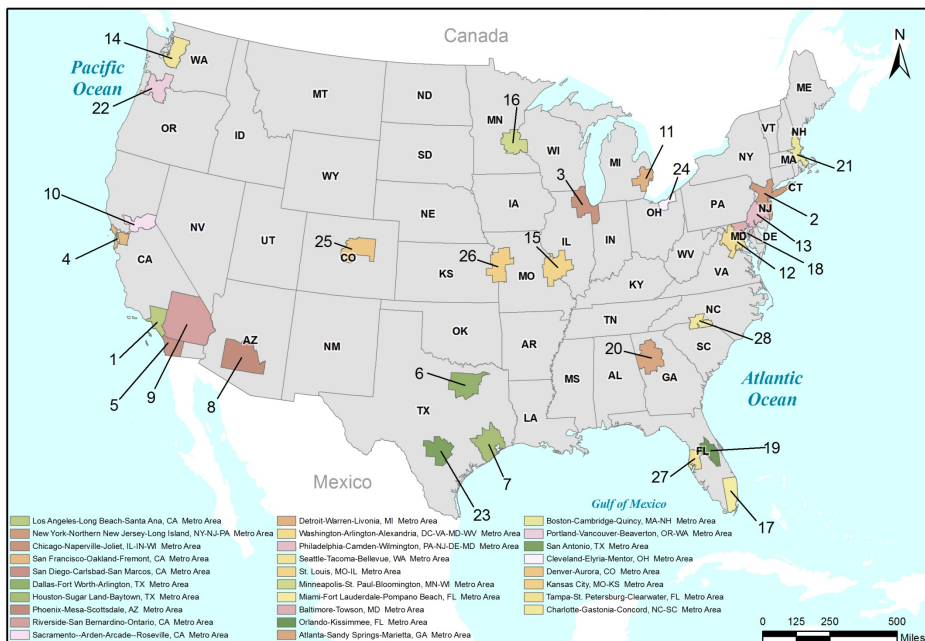 Canada
N
14
Pacific
Ocean
WA
22
MT
ND
MN
16
ME
VT
NH
OR
ID
SD
WI
MI
11
NY
MA
21
WY
3
24
CT
10
IA
OH
PA
NJ
2
NV
NE
15
IL
IN
MD
DE
13
4
UT
25
CO
26
WV
12
18
CA
KS
MO
VA
KY
NC
1
AZ
NM
OK
TN
28
5
9
8
6
AR
20
SC
MS
AL
GA
Atlantic
Ocean
TX
LA
FL
19
27
Mexico
23
7
Gulf of Mexico
17
Los Angeles-Long Beach-Santa Ana, CA Metro Area
New York-Northern New Jersey-Long Island, NY-NJ-PA Metro Area
Chicago-Naperville-Joliet, IL-IN-WI Metro Area
San Francisco-Oakland-Fremont, CA Metro Area
San Diego-Carlsbad-San Marcos, CA Metro Area
Dallas-Fort Worth-Arlington, TX Metro Area
Houston-Sugar Land-Baytown, TX Metro Area
Phoenix-Mesa-Scottsdale, AZ Metro Area
Riverside-San Bernardino-Ontario, CA Metro Area
Sacramento--Arden-Arcade--Roseville, CA Metro Area
Detroit-Warren-Livonia, MI Metro Area
Washington-Arlington-Alexandria, DC-VA-MD-WV Metro Area
Philadelphia-Camden-Wilmington, PA-NJ-DE-MD Metro Area
Seattle-Tacoma-Bellevue, WA Metro Area
St. Louis, MO-IL Metro Area
Minneapolis-St. Paul-Bloomington, MN-WI Metro Area
Miami-Fort Lauderdale-Pompano Beach, FL Metro Area
Baltimore-Towson, MD Metro Area
Orlando-Kissimmee, FL Metro Area
Atlanta-Sandy Springs-Marietta, GA Metro Area
Boston-Cambridge-Quincy, MA-NH Metro Area
Portland-Vancouver-Beaverton, OR-WA Metro Area
San Antonio, TX Metro Area
Cleveland-Elyria-Mentor, OH Metro Area
Denver-Aurora, CO Metro Area
Kansas City, MO-KS Metro Area
Tampa-St. Petersburg-Clearwater, FL Metro Area
Charlotte-Gastonia-Concord, NC-SC Metro Area
0 125 250 500
Miles